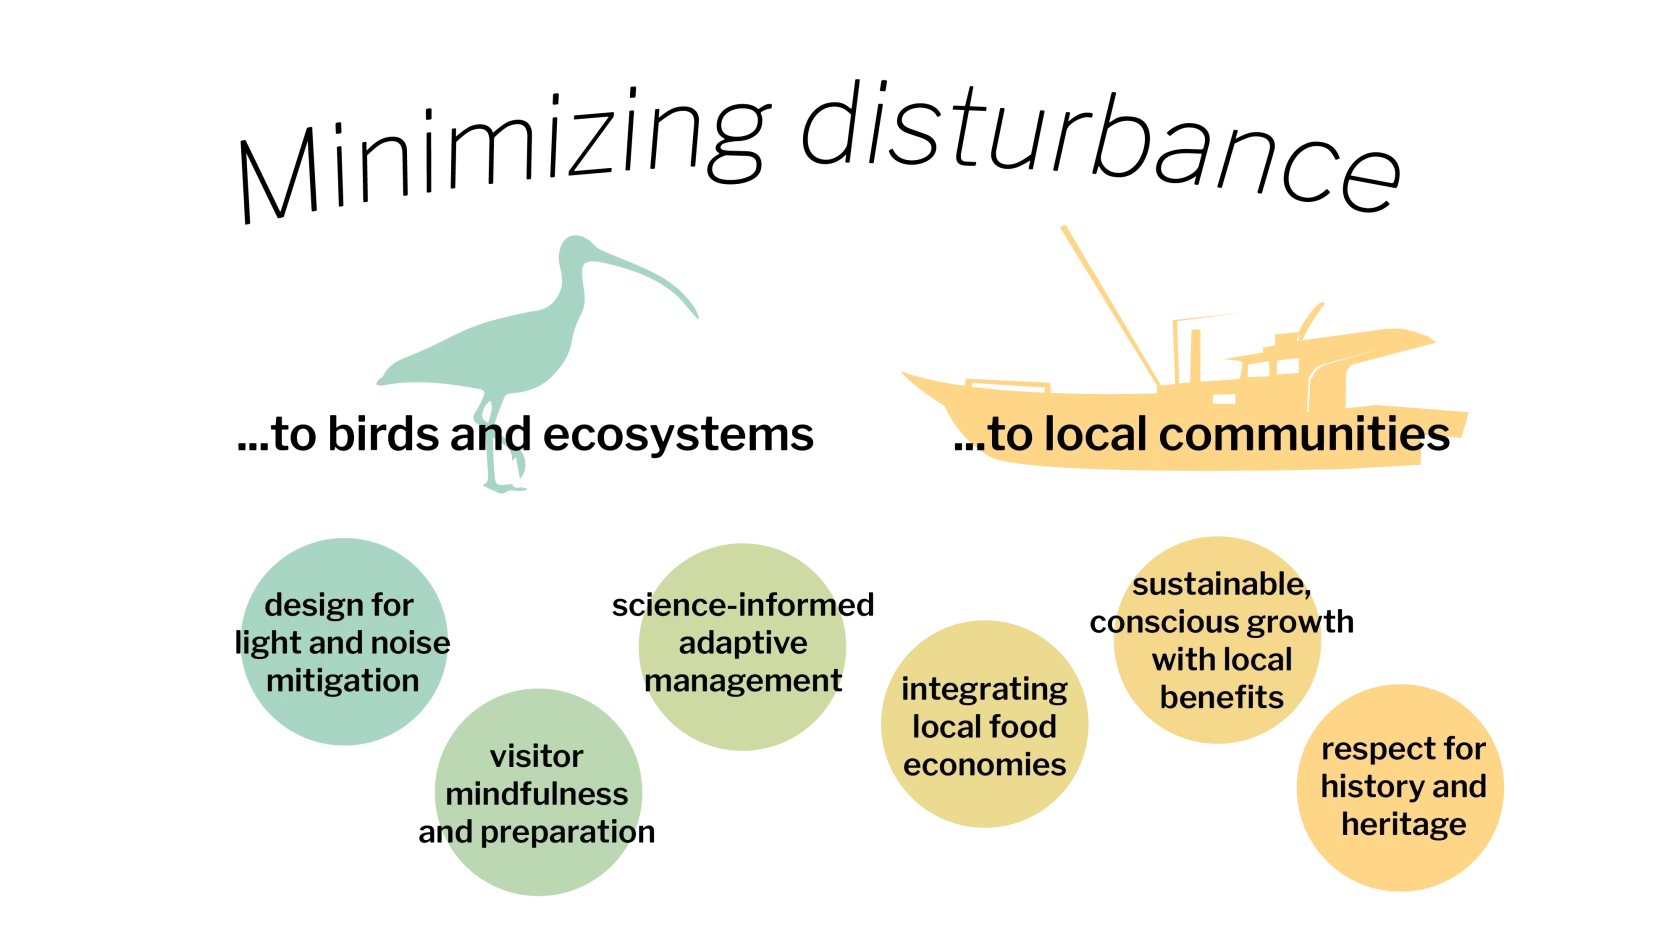 Minimizing disturbance
...to birds and ecosystems
...to local communities
design for
light and noise
mitigation
visitor
mindfulness
and preparation
science-informed
adaptive
management
integrating
local food
economies
sustainable,
conscious growth
with local
benefits
respect for
history and
heritage